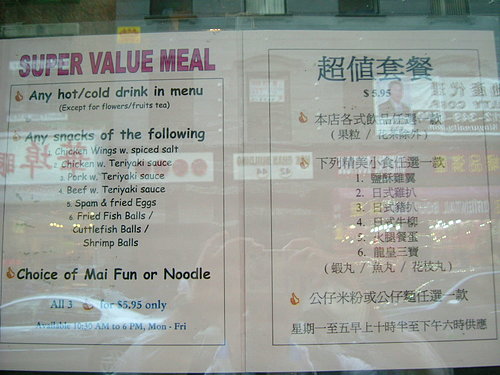 SUPER VALUE MEAL
Any hot/cold drink in menu
(Except for flowers/fruits tea)
Any snacks of the following
1. Chicken Wings w. spiced salt
2. Chicken w. Teriyaki sauce
3. Pork w. Teriyaki sauce
4. Beef w. Teriyaki sauce
5. Spam & fried Eggs
6. Fried Fish Balls /
Cuttlefish Balls /
Shrimp Balls
Choice of Mai Fun or Noodle
All 3 for $5.95 only
Available 10:30 AM to 6 PM, Mon - Fri
超值套餐
$ 5.95
本店各式飲品任選一款
( 果粒 / 花茶除外 )
下列精美小食任選一款
1. 鹽酥雞翼
2. 日式雞扒
3. 日式豬扒
4. 日式牛柳
5. 火腿餐蛋
6. 龍皇三寶
( 蝦丸 / 魚丸 / 花枝丸 )
公仔米粉或公仔麵任選一款
星期一至五早上十時半至下午六時供應